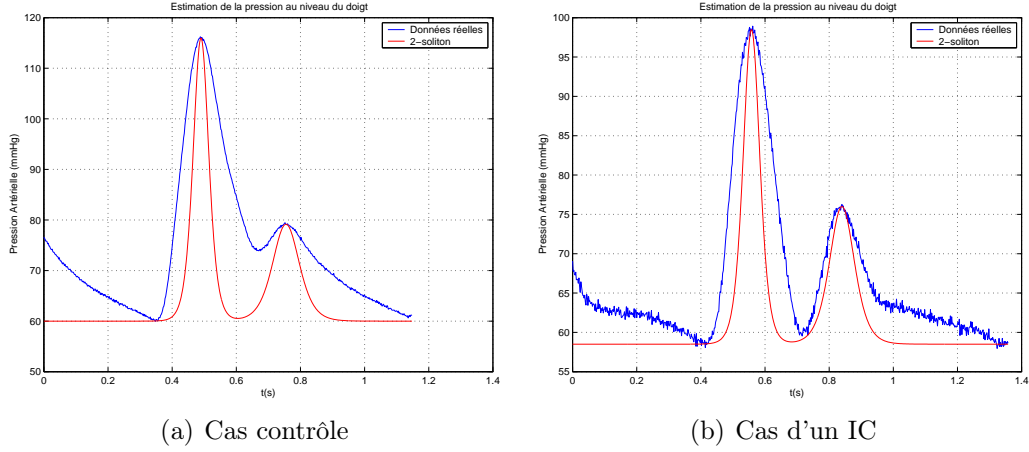 Estimation de la pression au niveau du doigt
Données réelles
2−soliton
Pression Artérielle (mmHg)
120
110
100
90
80
70
60
50
0
0.2
0.4
0.6
0.8
1
1.2
1.4
t(s)
(a) Cas contrôle
Estimation de la pression au niveau du doigt
Données réelles
2−soliton
Pression Artérielle (mmHg)
100
95
90
85
80
75
70
65
60
55
0
0.2
0.4
0.6
0.8
1
1.2
1.4
t(s)
(b) Cas d'un IC